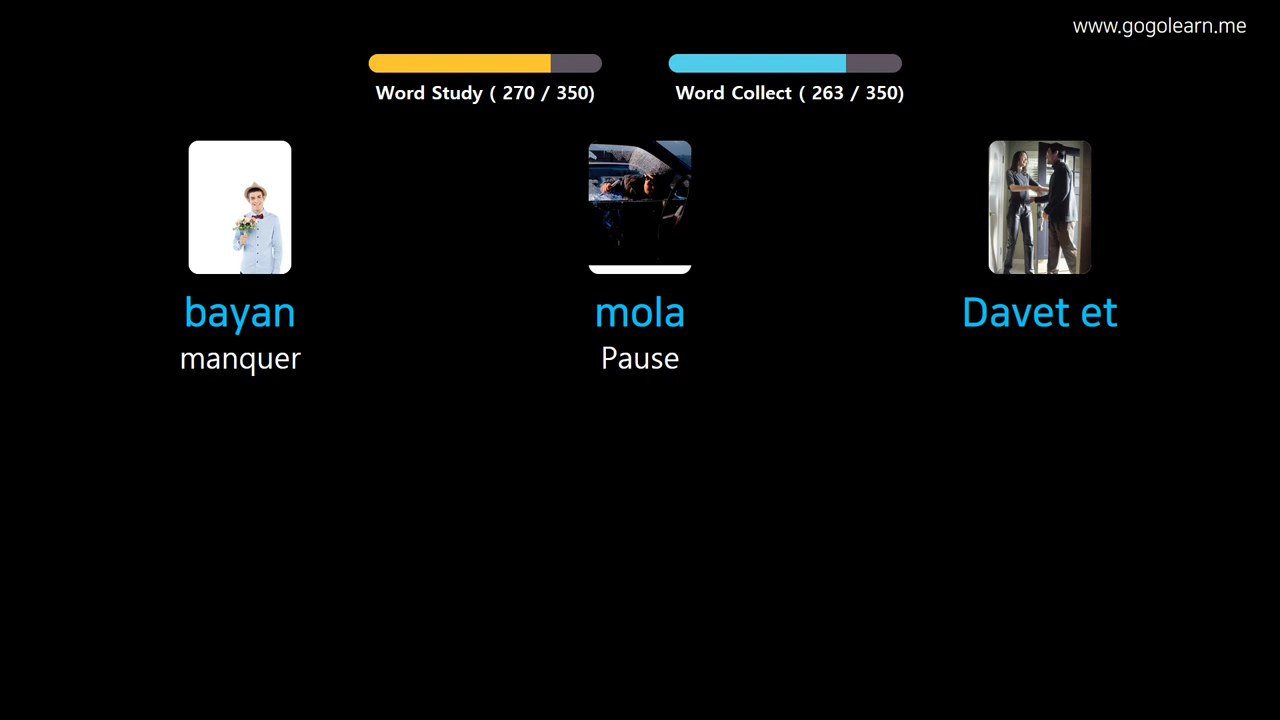 www.gogolearn.me
Word Study ( 270 / 350)
Word Collect ( 263 / 350)
bayan
mola
Davet et
manquer
Pause